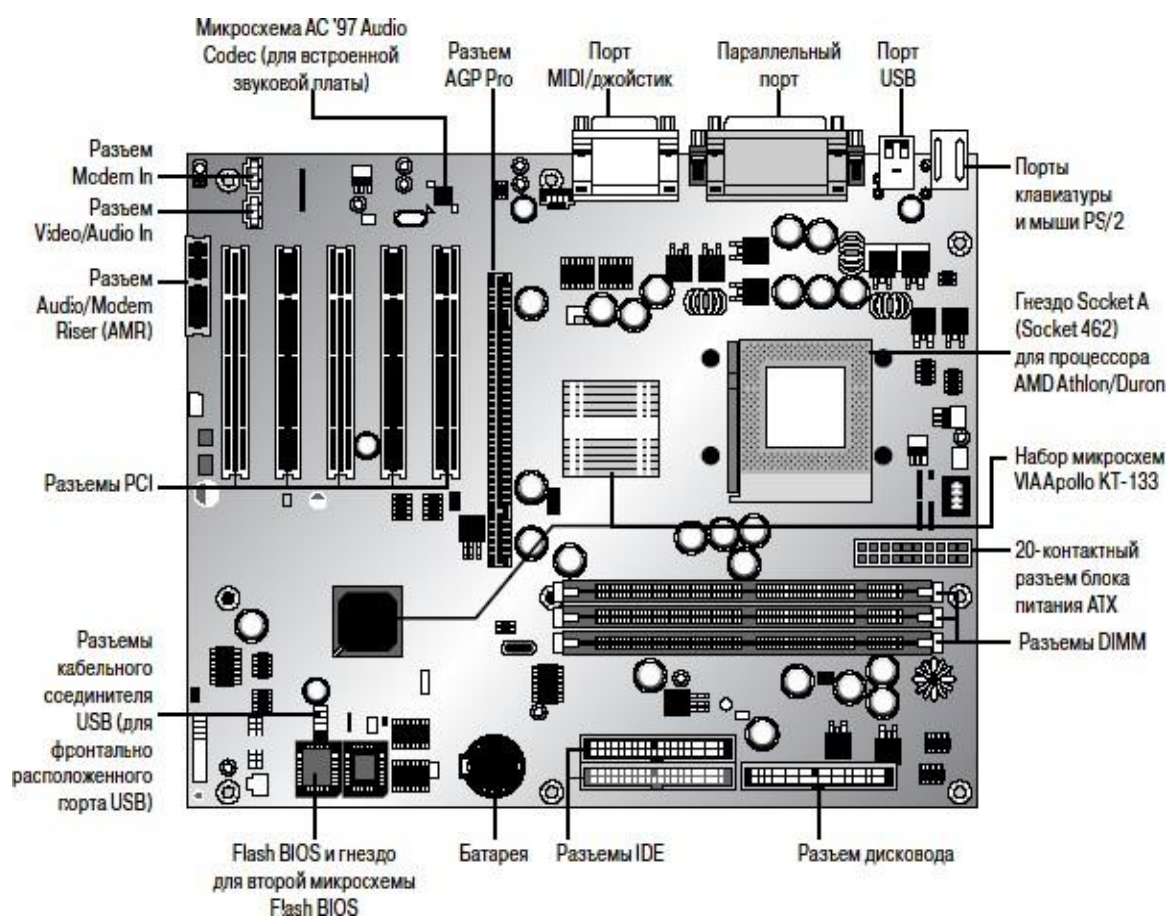 Микросхема AC '97 Audio
Codec (для встроенной
звуковой платы)
Разъем
AGP Pro
Порт
MIDI/джойстик
Параллельный
порт
Порт
USB
Разъем
Modem In
Разъем
Video/Audio In
Разъем
Audio/Modem
Riser (AMR)
Разъемы PCI
Разъемы
кабельного
соединителя
USB (для
фронтально
расположенного
порта USB)
Порты
клавиатуры
и мыши PS/2
Гнездо Socket A
(Socket 462)
для процессора
AMD Athlon/Duron
Набор микросхем
VIA Apollo KT-133
20-контактный
разъем блока
питания ATX
Разъемы DIMM
Flash BIOS и гнездо
для второй микросхемы
Flash BIOS
Батарея
Разъемы IDE
Разъем дисковода